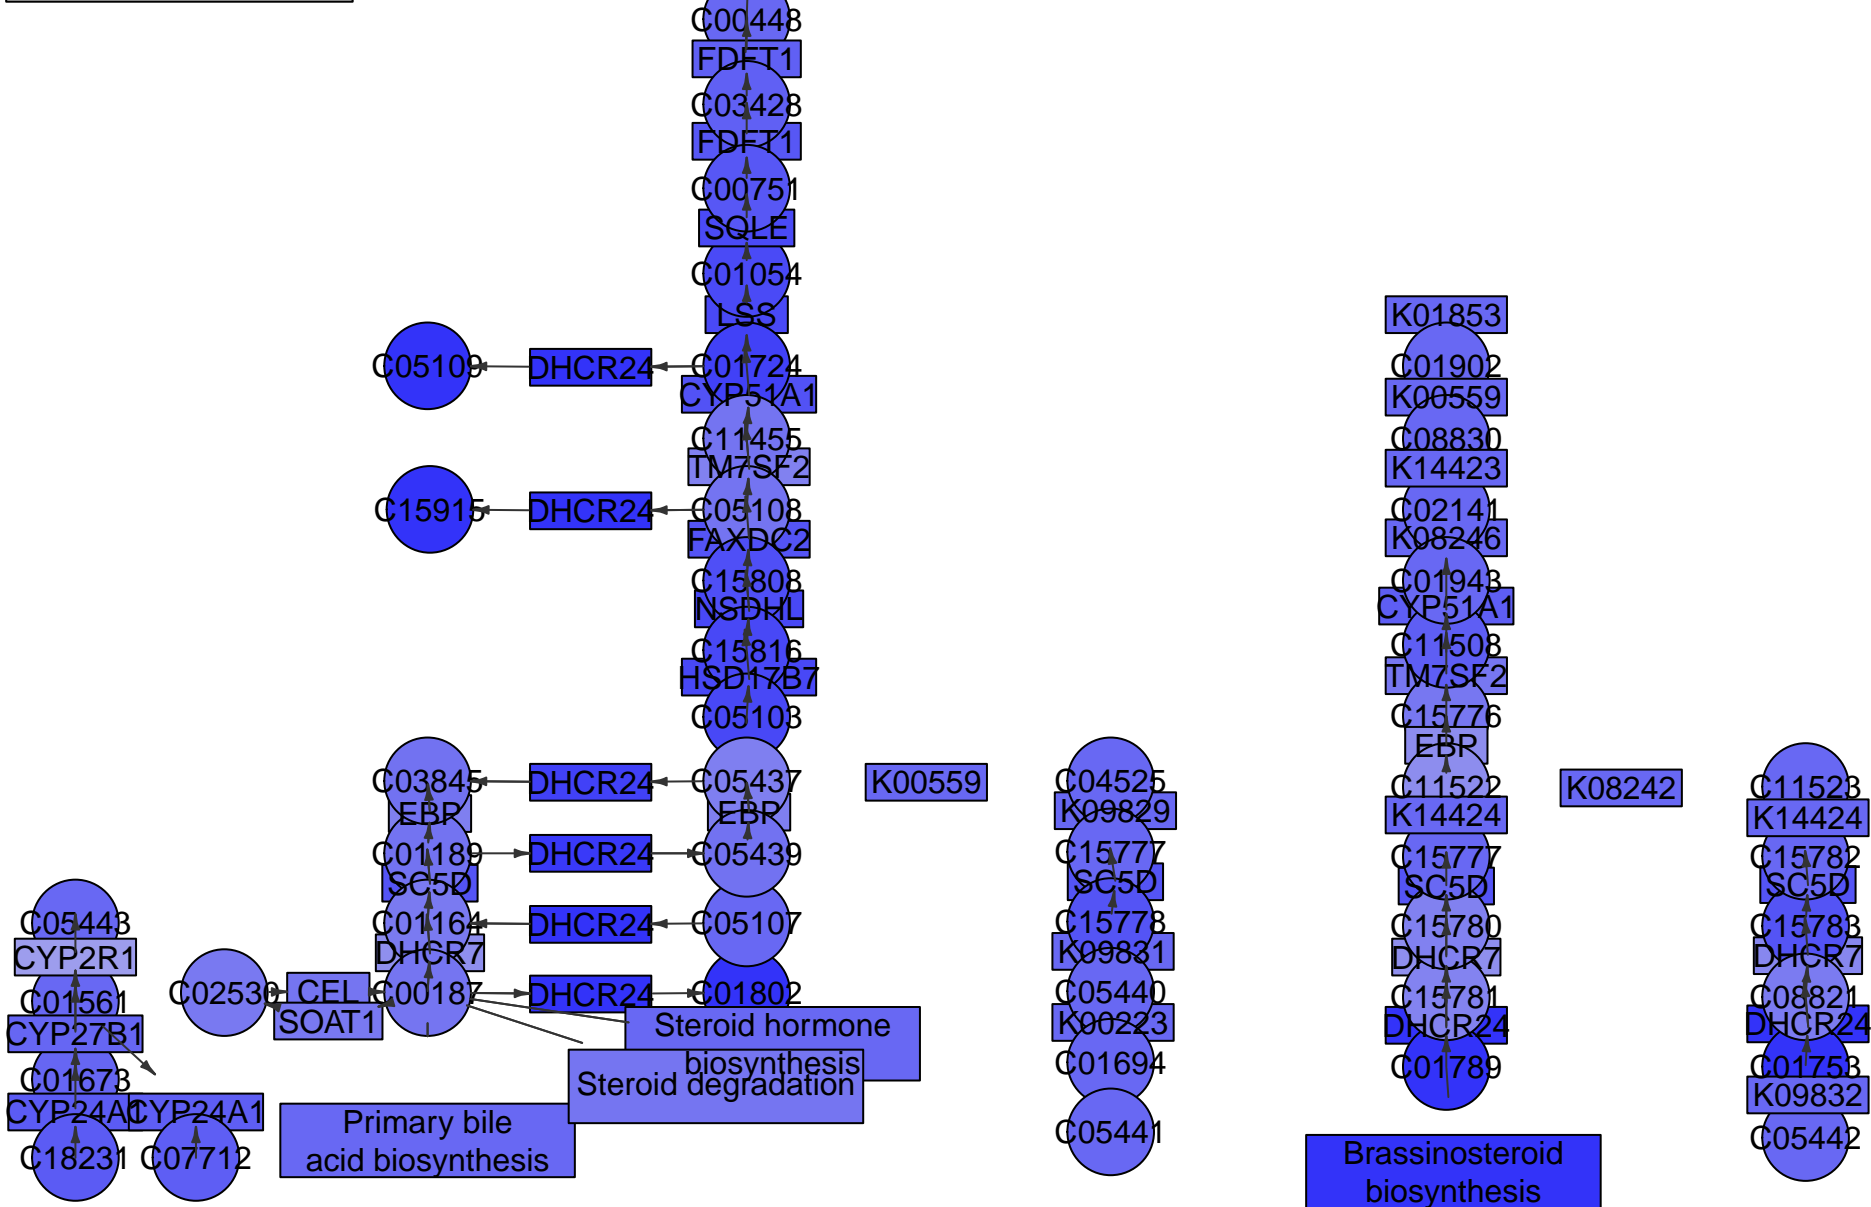 C00448
FDFT1
C03428
FDFT1
C00751
SQLE
C01054
LSS
C05109
DHCR24
C01724
CYP51A1
C11455
TM7SF2
C15915
DHCR24
C05108
FAXDC2
C15808
NSDHL
C15816
HSD17B7
C05103
C03845
DHCR24
C05437
EBP
EBP
C01189
DHCR24
C05439
SC5D
C01164
DHCR24
C05107
DHCR7
C02530
CEL
C00187
DHCR24
C01802
SOAT1
Steroid hormone
biosynthesis
Steroid degradation
Primary bile
acid biosynthesis
C05443
CYP2R1
C01561
CYP27B1
C01673
CYP24A1
CYP24A1
C18231
C07712
K00559
C04525
K09829
C15777
SC5D
C15778
K09831
C05440
K00223
C01694
C05441
K01853
C01902
K00559
C08830
K14423
C02141
K08246
C01943
CYP51A1
C11508
TM7SF2
C15776
EBP
C11522
K14424
C15777
SC5D
C15780
DHCR7
C15781
DHCR24
C01789
Brassinosteroid
biosynthesis
K08242
C11523
K14424
C15782
SC5D
C15783
DHCR7
C08821
DHCR24
C01753
K09832
C05442